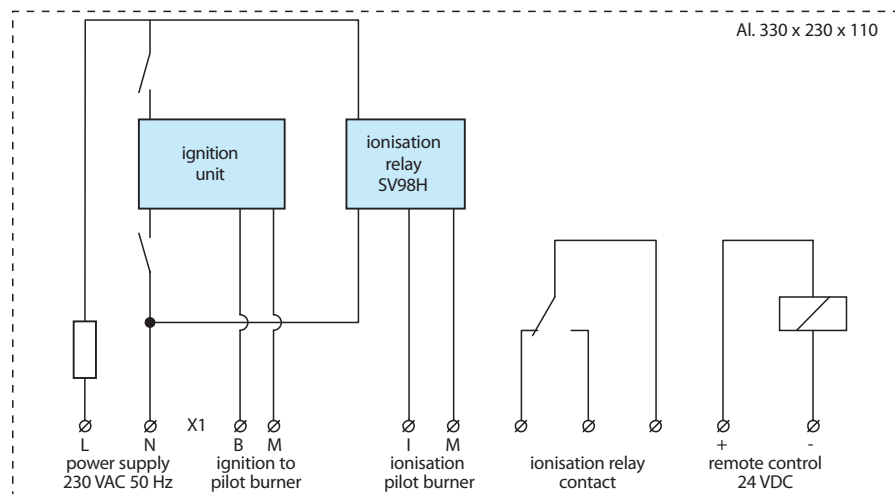 Al. 330 x 230 x 110
ignition
unit
ionisation
relay
SV98H
L
N
X1
B
M
I
M
+
-
power supply
230 VAC 50 Hz
ignition to
pilot burner
ionisation
pilot burner
ionisation relay
contact
remote control
24 VDC